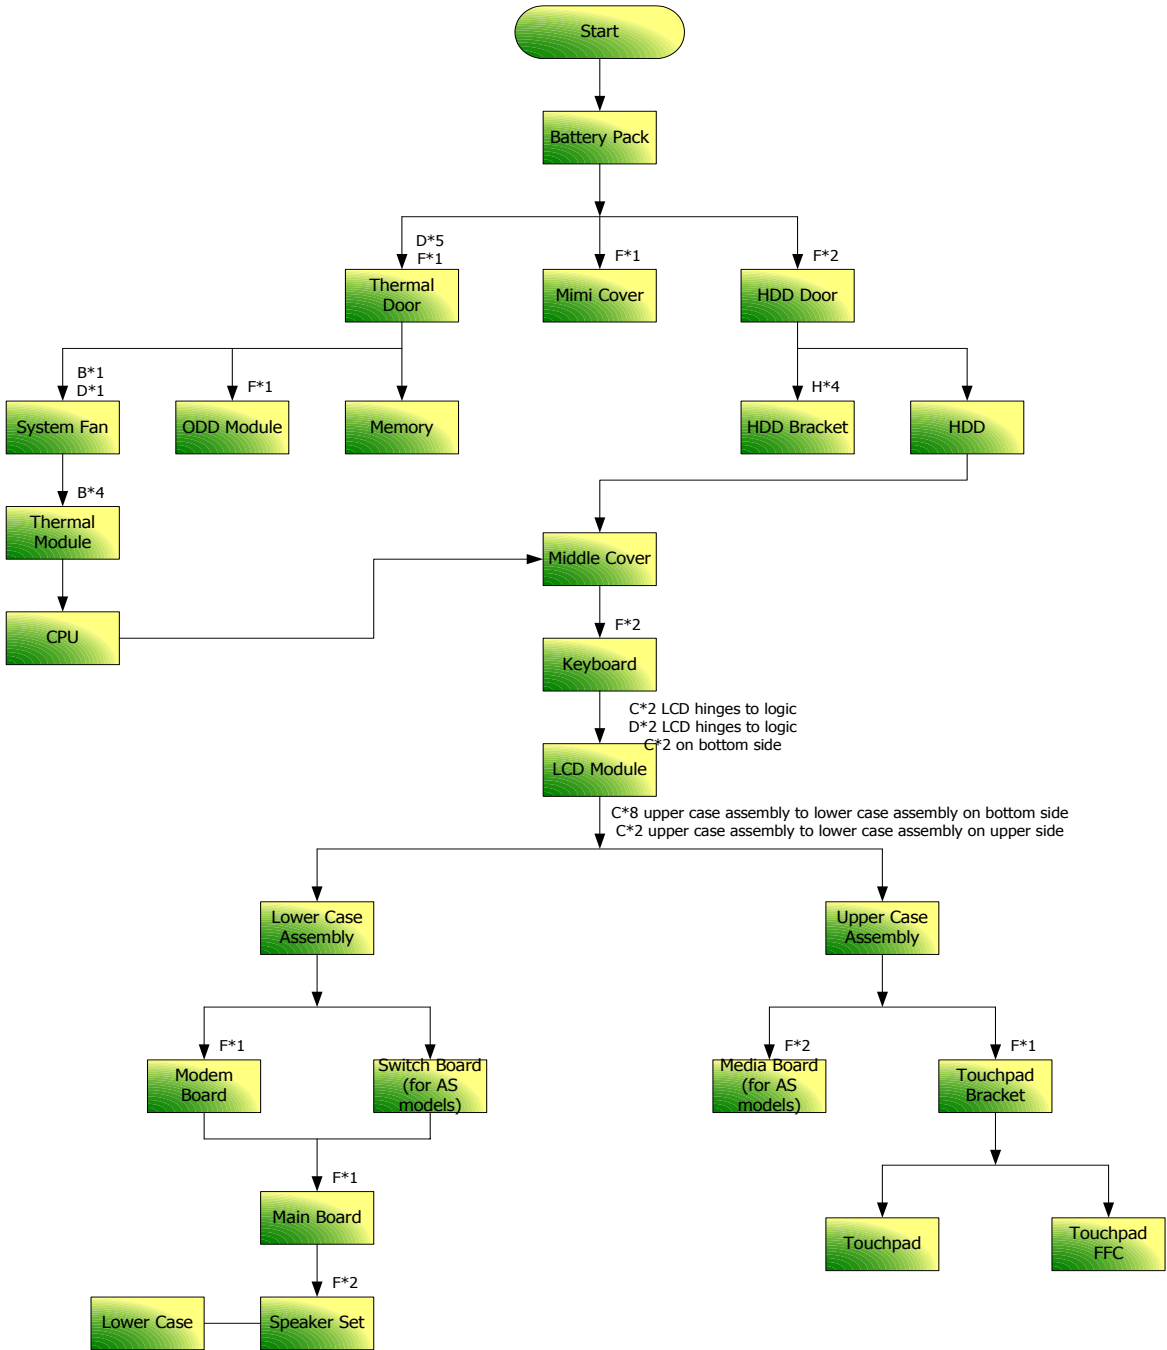 Start
Battery Pack
D*5
F*1
F*1
F*2
Thermal
Door
Mimi Cover
HDD Door
B*1
D*1
F*1
H*4
System Fan
ODD Module
Memory
HDD Bracket
HDD
B*4
Thermal
Module
Middle Cover
CPU
F*2
Keyboard
C*2 LCD hinges to logic
D*2 LCD hinges to logic
C*2 on bottom side
LCD Module
C*8 upper case assembly to lower case assembly on bottom side
C*2 upper case assembly to lower case assembly on upper side
Lower Case
Assembly
Upper Case
Assembly
F*1
F*2
F*1
Modem
Board
Switch Board
(for AS
models)
Media Board
(for AS
models)
Touchpad
Bracket
F*1
Main Board
Touchpad
Touchpad
FFC
F*2
Lower Case
Speaker Set